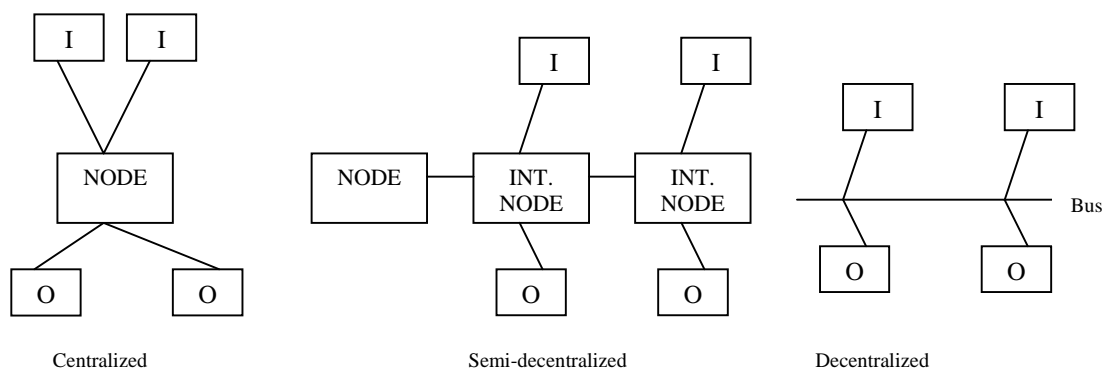 I I
I I
I I
NODE
NODE
INT.
NODE
INT.
NODE
Bus
O O
O O
O O
Centralized
Semi-decentralized
Decentralized